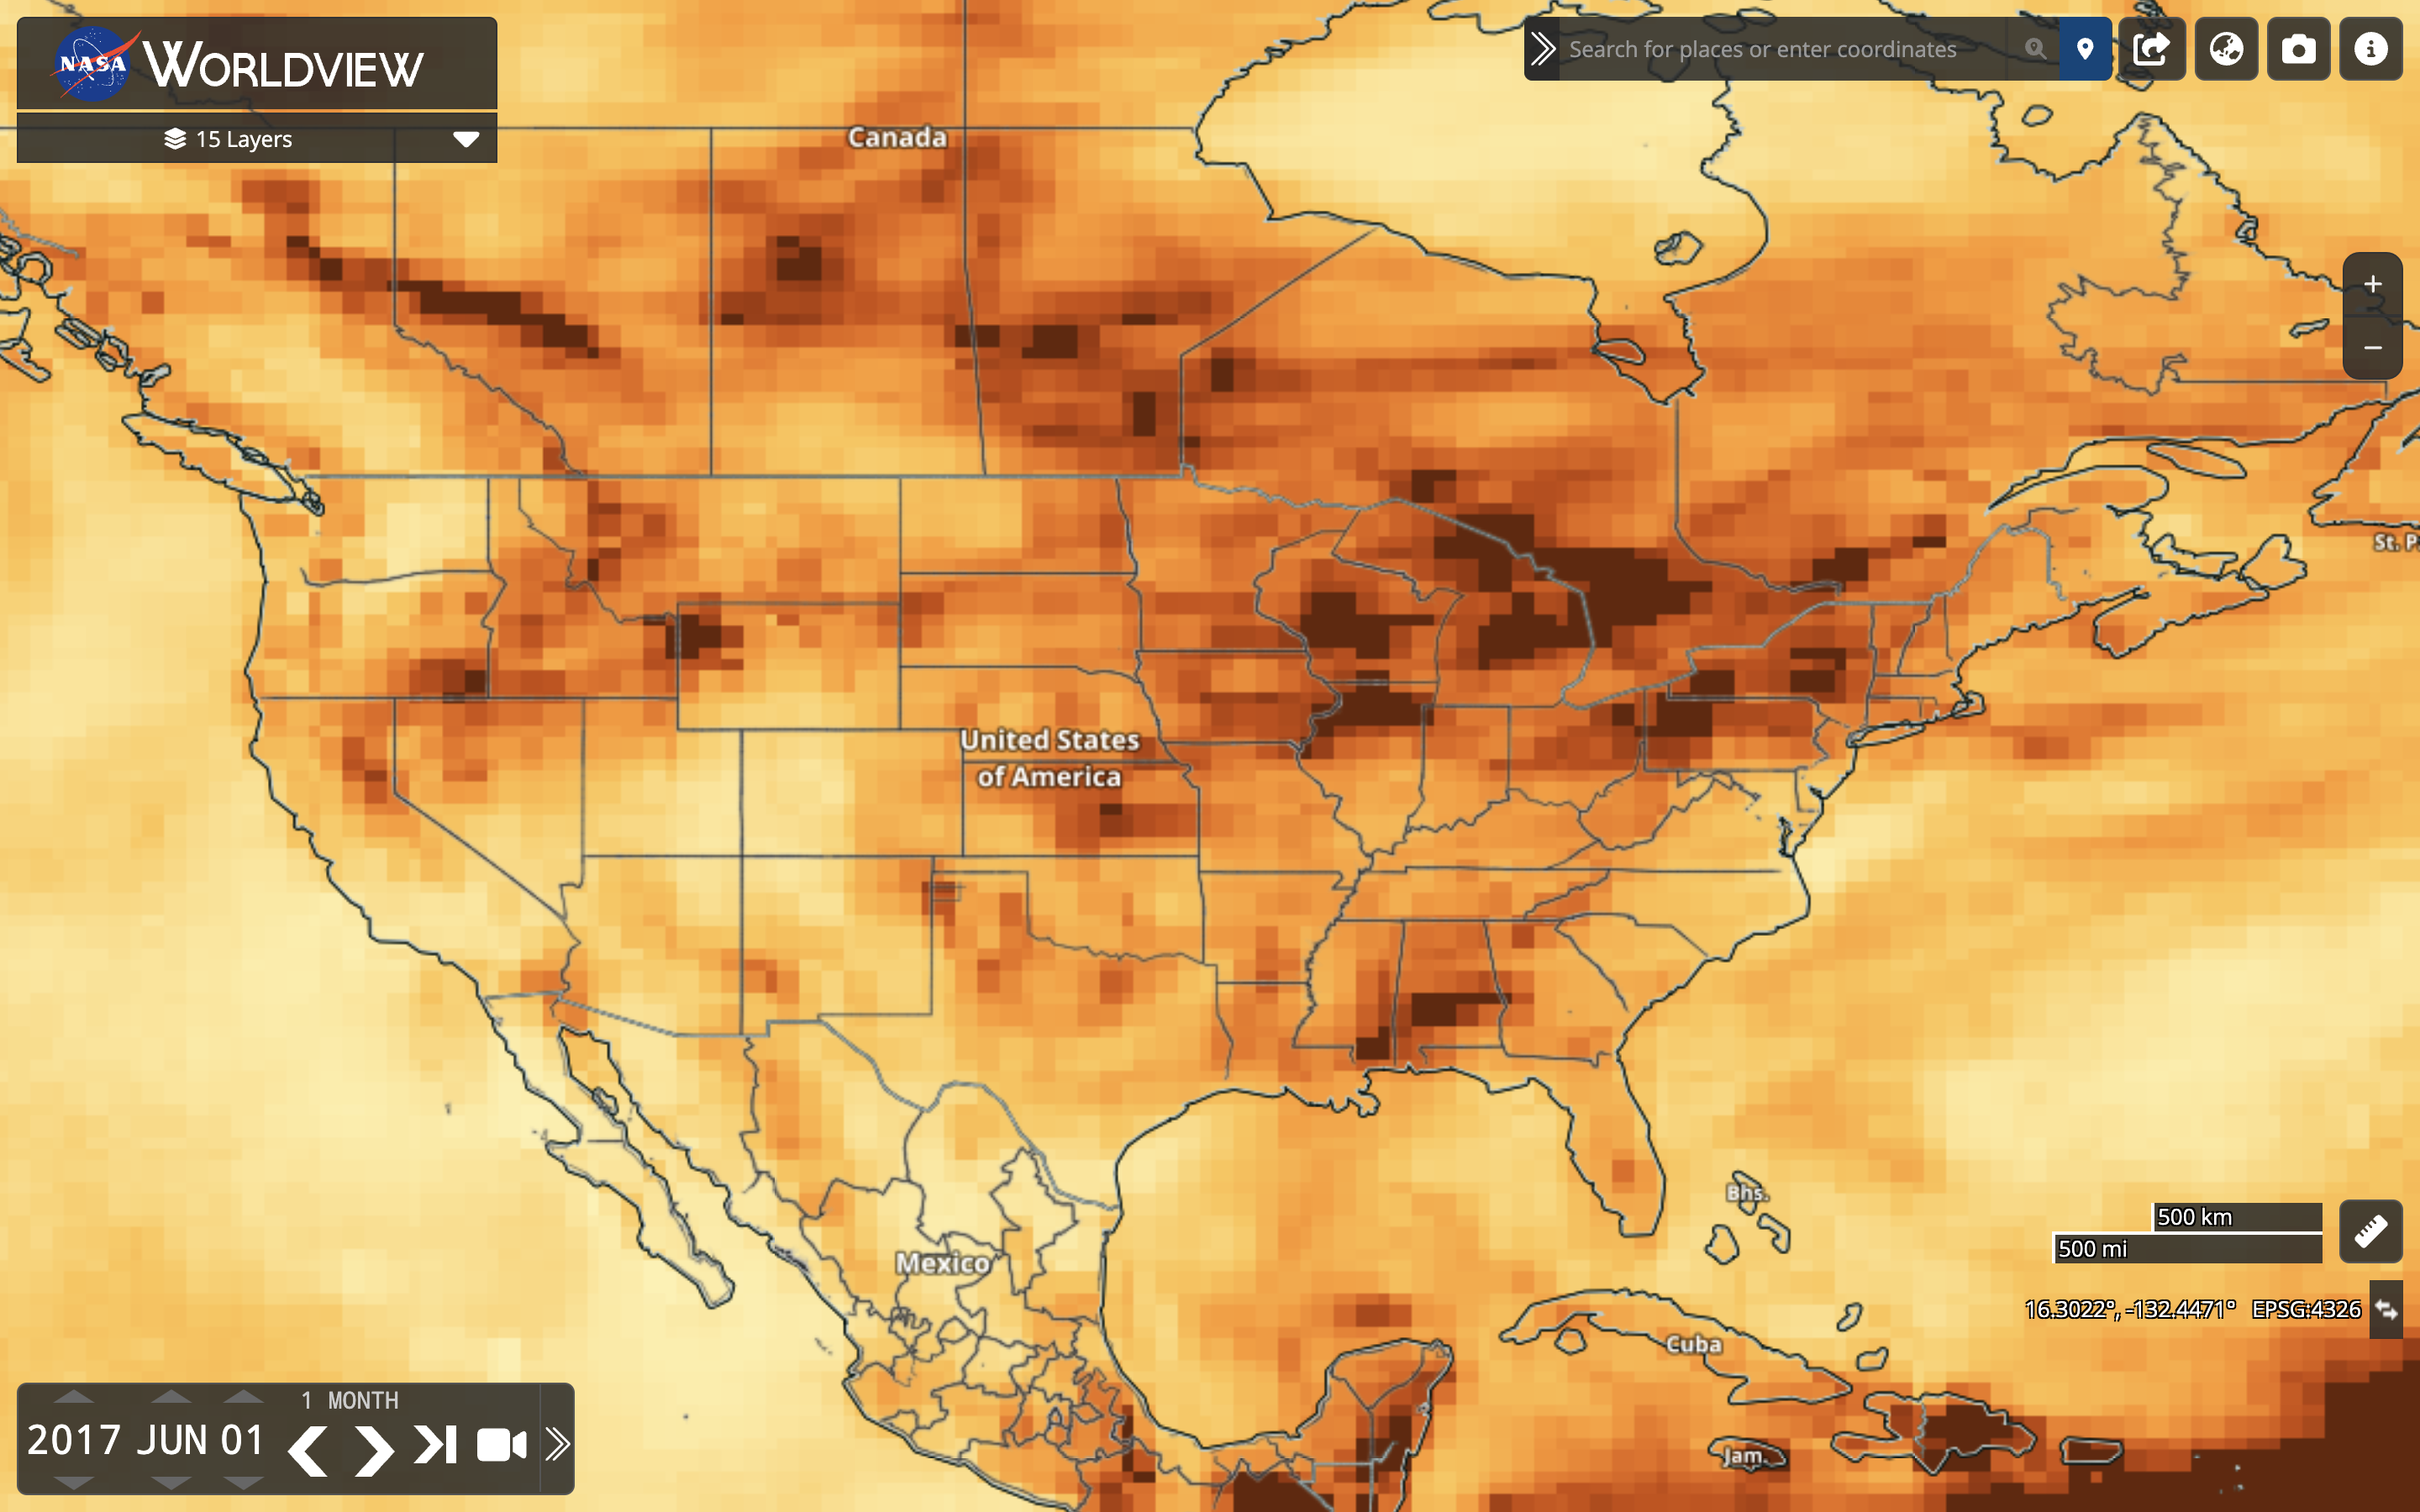 NASA WORLDVIEW
15 Layers
Search for places or enter coordinates
Canada
St. P
United States
of America
Bhs.
500 km
500 mi
Mexico
16.3022°, -132.4471° EPSG:4326
Cuba
Jam.
1 MONTH
2017 JUN 01